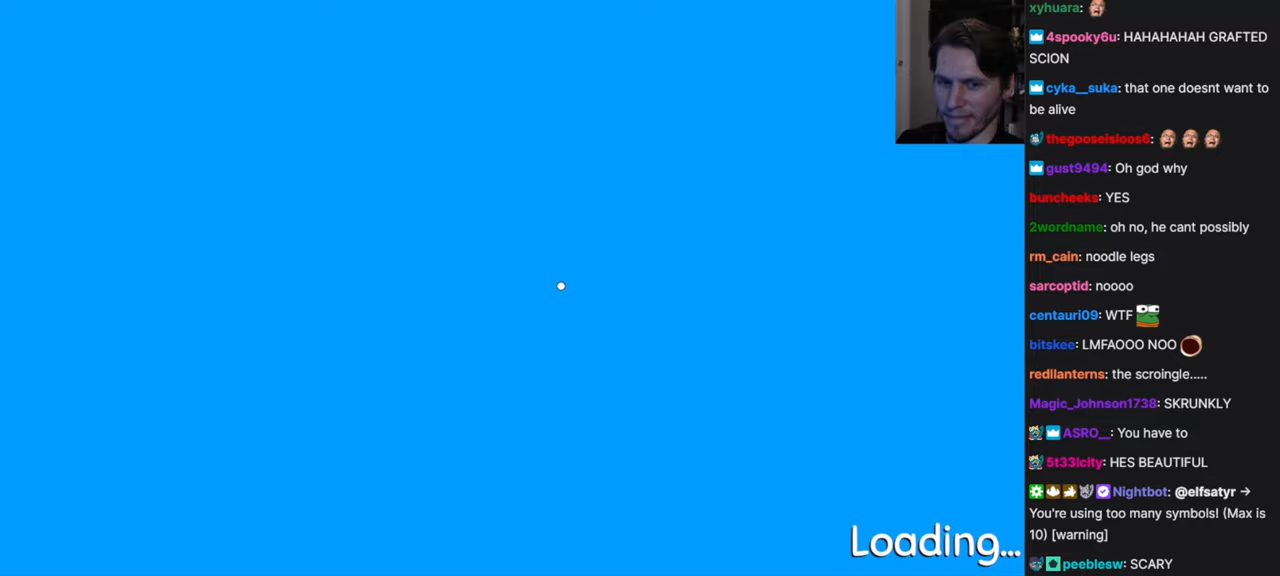 xyhuara:
4spooky6u: HAHAHAHAH GRAFTED
SCION
cyka__suka: that one doesnt want to
be alive
thegooseisloos6:
gust9494: Oh god why
buncheeks: YES
2wordname: oh no, he cant possibly
rm_cain: noodle legs
sarcoptid: noooo
centauri09: WTF
bitskee: LMFAOOO NOO
redllanterns: the scroingle.....
Magic_Johnson1738: SKRUNKLY
ASRO__: You have to
5t33lcity: HES BEAUTIFUL
Nightbot: @elfsatyr →
You're using too many symbols! (Max is
10) [warning]
peeblesw: SCARY
Loading...